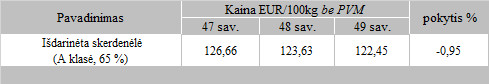 Pavadinimas
Kaina EUR/100kg be PVM
pokytis %
47 sav.
48 sav.
49 sav.
Išdarinėta skerdenėlė
(A klasė, 65 %)
126,66
123,63
122,45
-0,95